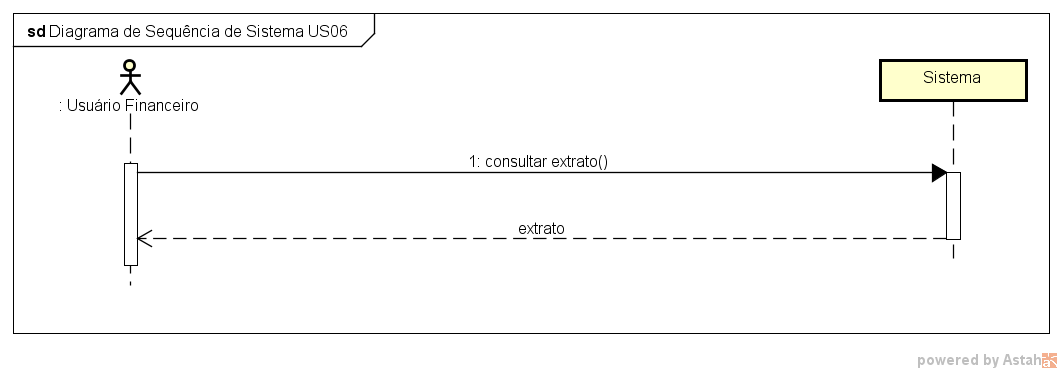 sd Diagrama de Sequência de Sistema US06
Sistema
: Usuário Financeiro
1: consultar extrato()
extrato
powered by Astah